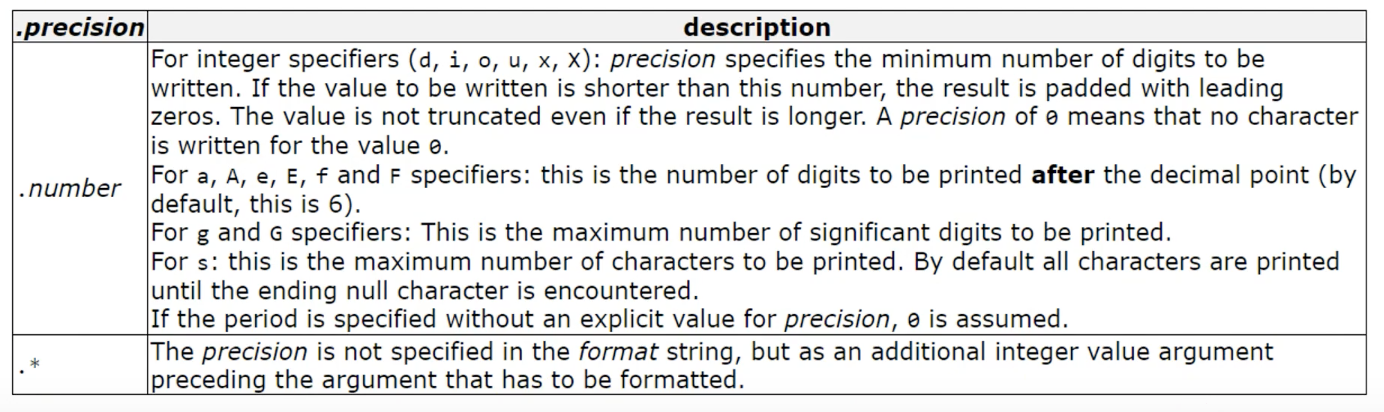 .precision description
For integer specifiers (d, i, o, u, x, X): precision specifies the minimum number of digits to be
written. If the value to be written is shorter than this number, the result is padded with leading
zeros. The value is not truncated even if the result is longer. A precision of 0 means that no character
is written for the value 0.
.number
For a, A, e, E, f and F specifiers: this is the number of digits to be printed after the decimal point (by
default, this is 6).
For g and G specifiers: This is the maximum number of significant digits to be printed.
For s: this is the maximum number of characters to be printed. By default all characters are printed
until the ending null character is encountered.
If the period is specified without an explicit value for precision, 0 is assumed.
.*
The precision is not specified in the format string, but as an additional integer value argument
preceding the argument that has to be formatted.